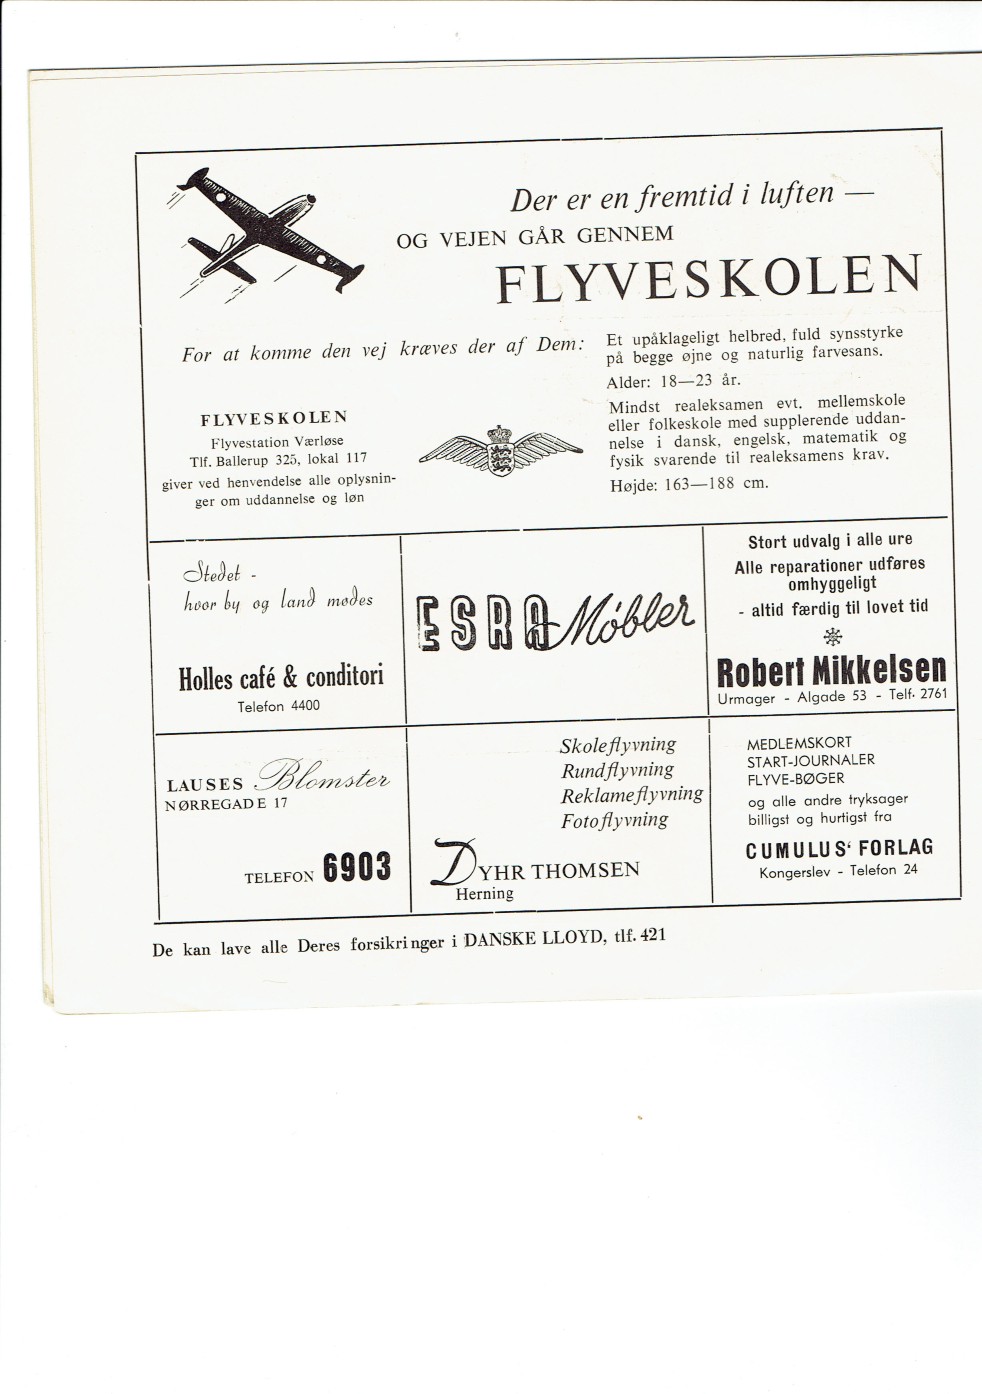 Der er en fremtid i luften —
OG VEJEN GÅR GENNEM
FLYVESKOLEN
For at komme den vej kræves der af Dem:
Et upåklageligt helbred, fuld synsstyrke
på begge øjne og naturlig farvesans.
Alder: 18—23 år.
Mindst realeksamen evt. mellemskole
eller folkeskole med supplerende uddan-
nelse i dansk, engelsk, matematik og
fysik svarende til realeksamens krav.
Højde: 163—188 cm.
FLYVESKOLEN
Flyvestation Værløse
Tlf. Ballerup 325, lokal 117
giver ved henvendelse alle oplysnin-
ger om uddannelse og løn
Stedet -
hvor by og land mødes
Holles café & conditori
Telefon 4400
ESRA Møbler
Stort udvalg i alle ure
Alle reparationer udføres
omhyggeligt
- altid færdig til lovet tid
Robert Mikkelsen
Urmager - Algade 53 - Telf. 2761
LAUSES Blomster
NØRREGADE 17
TELEFON 6903
Skoleflyvning
Rundflyvning
Reklameflyvning
Fotoflyvning
DYHR THOMSEN
Herning
MEDLEMSKORT
START-JOURNALER
FLYVE-BØGER
og alle andre tryksager
billigst og hurtigst fra
CUMULUS' FORLAG
Kongerslev - Telefon 24
De kan lave alle Deres forsikringer i DANSKE LLOYD, tlf. 421